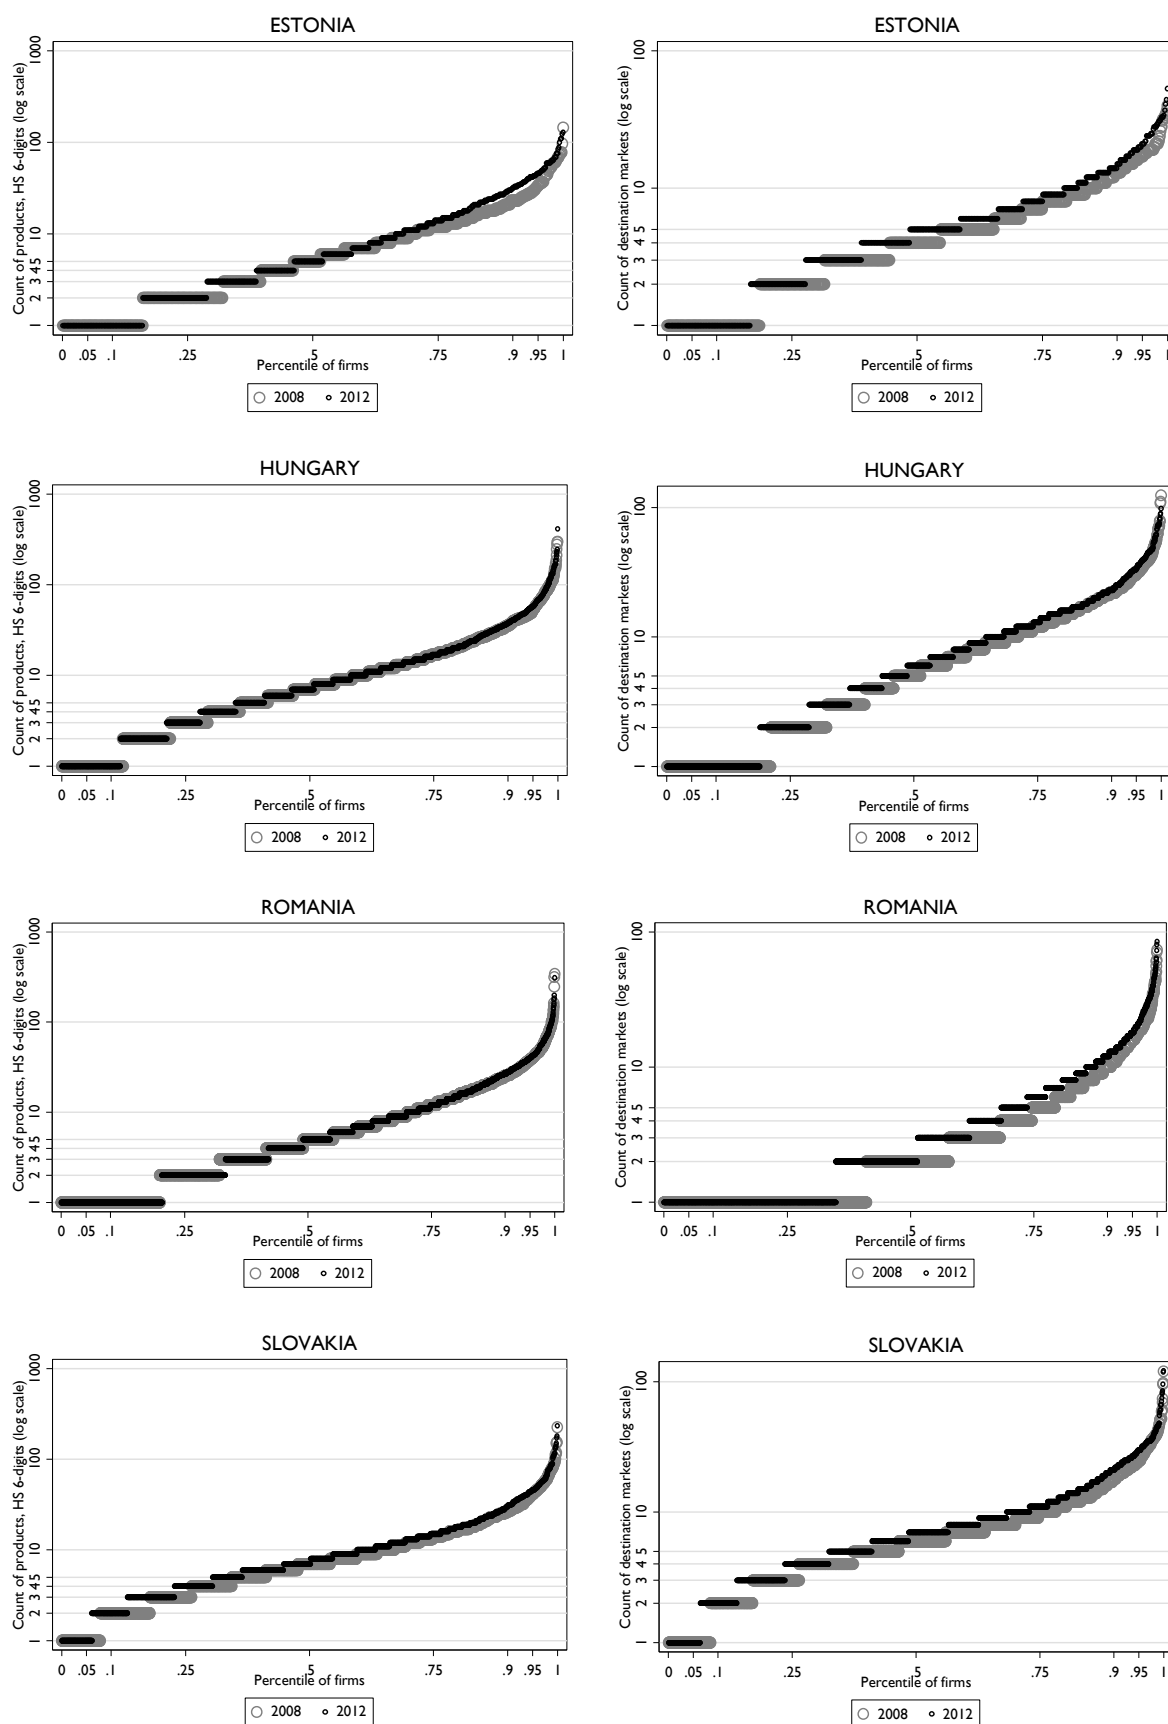 ESTONIA
Count of products, HS 6-digits (log scale)
1000
100
10
4 5
3
2
1
0 .05 .1 .25 .5 .75 .9 .95 1
Percentile of firms
2008 2012
ESTONIA
Count of destination markets (log scale)
100
10
5
4
3
2
1
0 .05 .1 .25 .5 .75 .9 .95 1
Percentile of firms
2008 2012
HUNGARY
Count of products, HS 6-digits (log scale)
1000
100
10
4 5
3
2
1
0 .05 .1 .25 .5 .75 .9 .95 1
Percentile of firms
2008 2012
HUNGARY
Count of destination markets (log scale)
100
10
5
4
3
2
1
0 .05 .1 .25 .5 .75 .9 .95 1
Percentile of firms
2008 2012
ROMANIA
Count of products, HS 6-digits (log scale)
1000
100
10
4 5
3
2
1
0 .05 .1 .25 .5 .75 .9 .95 1
Percentile of firms
2008 2012
ROMANIA
Count of destination markets (log scale)
100
10
5
4
3
2
1
0 .05 .1 .25 .5 .75 .9 .95 1
Percentile of firms
2008 2012
SLOVAKIA
Count of products, HS 6-digits (log scale)
1000
100
10
4 5
3
2
1
0 .05 .1 .25 .5 .75 .9 .95 1
Percentile of firms
2008 2012
SLOVAKIA
Count of destination markets (log scale)
100
10
5
4
3
2
1
0 .05 .1 .25 .5 .75 .9 .95 1
Percentile of firms
2008 2012